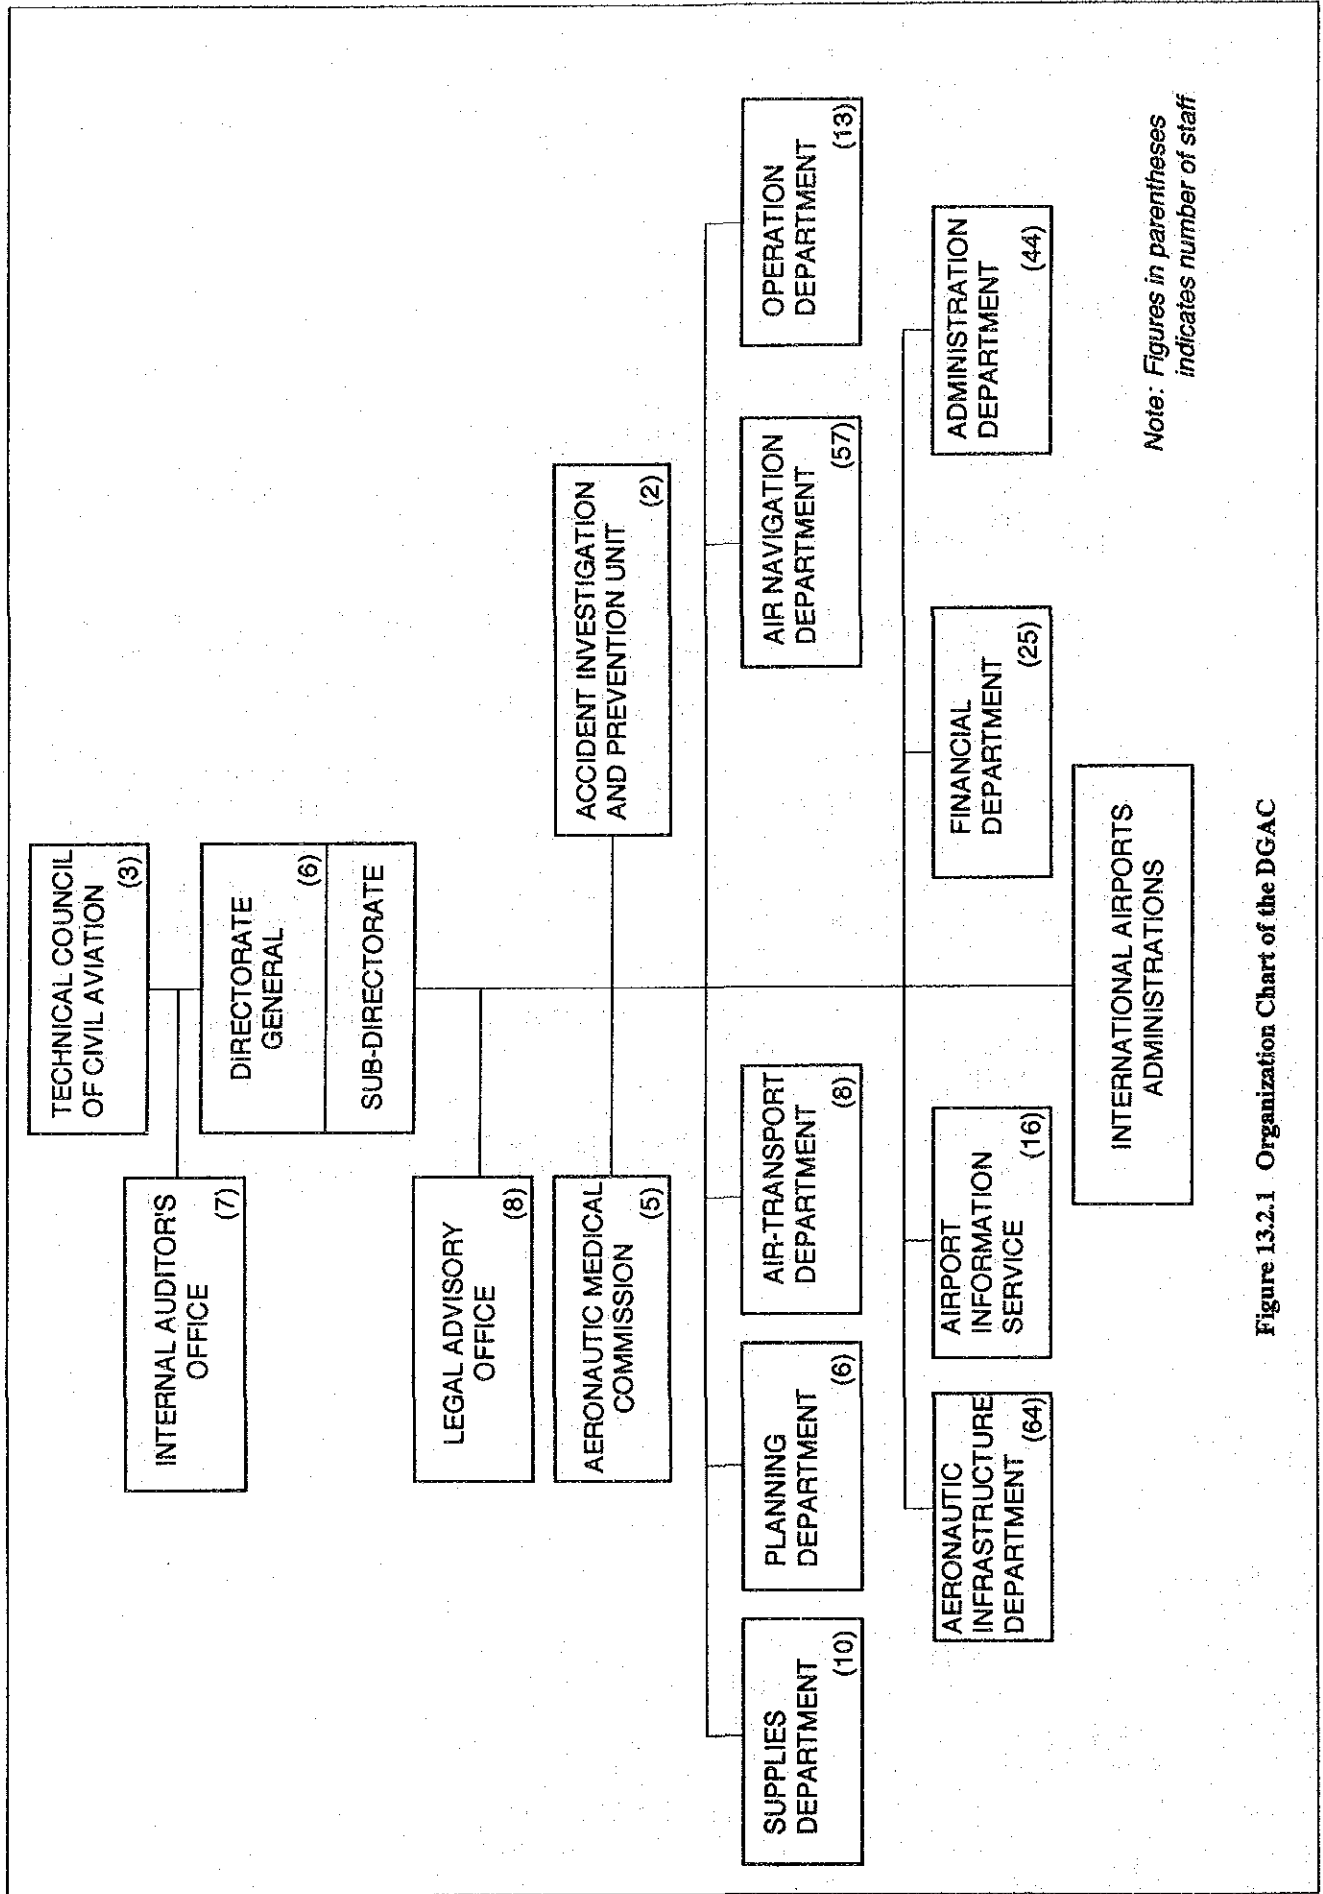 TECHNICAL COUNCIL
OF CIVIL AVIATION
(3)
INTERNAL AUDITOR'S
OFFICE
(7)
DIRECTORATE
GENERAL
(6)
SUB-DIRECTORATE
LEGAL ADVISORY
OFFICE
(8)
AERONAUTIC MEDICAL
COMMISSION
(5)
ACCIDENT INVESTIGATION
AND PREVENTION UNIT
(2)
SUPPLIES
DEPARTMENT
(10)
PLANNING
DEPARTMENT
(6)
AIR-TRANSPORT
DEPARTMENT
(8)
AIR NAVIGATION
DEPARTMENT
(57)
OPERATION
DEPARTMENT
(13)
AERONAUTIC
INFRASTRUCTURE
DEPARTMENT
(64)
AIRPORT
INFORMATION
SERVICE
(16)
FINANCIAL
DEPARTMENT
(25)
ADMINISTRATION
DEPARTMENT
(44)
INTERNATIONAL AIRPORTS
ADMINISTRATIONS
Note: Figures in parentheses
indicates number of staff
Figure 13.2.1 Organization Chart of the DGAC